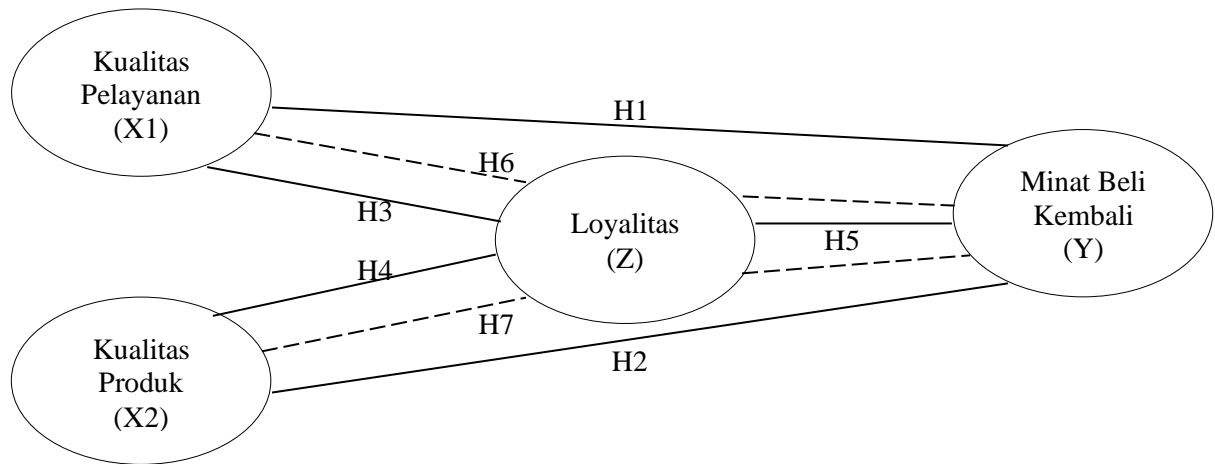 Kualitas
Pelayanan
(X1)
H1
H6
H3
Loyalitas
(Z)
Minat Beli
Kembali
(Y)
H5
H4
H7
H2
Kualitas
Produk
(X2)